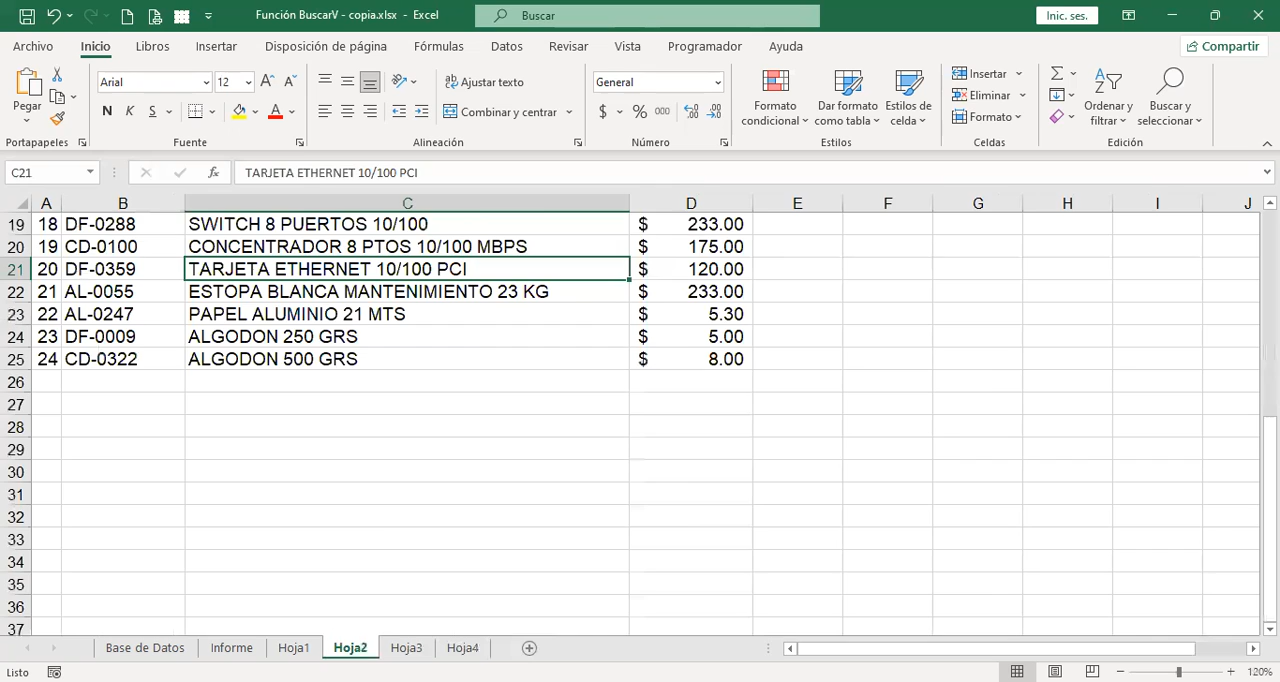 Función BuscarV - copia.xlsx - Excel
Buscar
Inic. ses.
Archivo Inicio Libros Insertar Disposición de página Fórmulas Datos Revisar Vista Programador Ayuda
Compartir
Pegar
Portapapeles
Arial 12
N K S
Fuente
Ajustar texto
Combinar y centrar
Alineación
General
$ % 000
Número
Formato condicional
Dar formato como tabla
Estilos de celda
Estilos
Insertar
Eliminar
Formato
Celdas
Ordenar y filtrar
Buscar y seleccionar
Edición
C21 fx TARJETA ETHERNET 10/100 PCI
A B C D E F G H I J
19 18 DF-0288 SWITCH 8 PUERTOS 10/100 $ 233.00
20 19 CD-0100 CONCENTRADOR 8 PTOS 10/100 MBPS $ 175.00
21 20 DF-0359 TARJETA ETHERNET 10/100 PCI $ 120.00
22 21 AL-0055 ESTOPA BLANCA MANTENIMIENTO 23 KG $ 233.00
23 22 AL-0247 PAPEL ALUMINIO 21 MTS $ 5.30
24 23 DF-0009 ALGODON 250 GRS $ 5.00
25 24 CD-0322 ALGODON 500 GRS $ 8.00
26
27
28
29
30
31
32
33
34
35
36
37
Base de Datos Informe Hoja1 Hoja2 Hoja3 Hoja4
Listo
120%